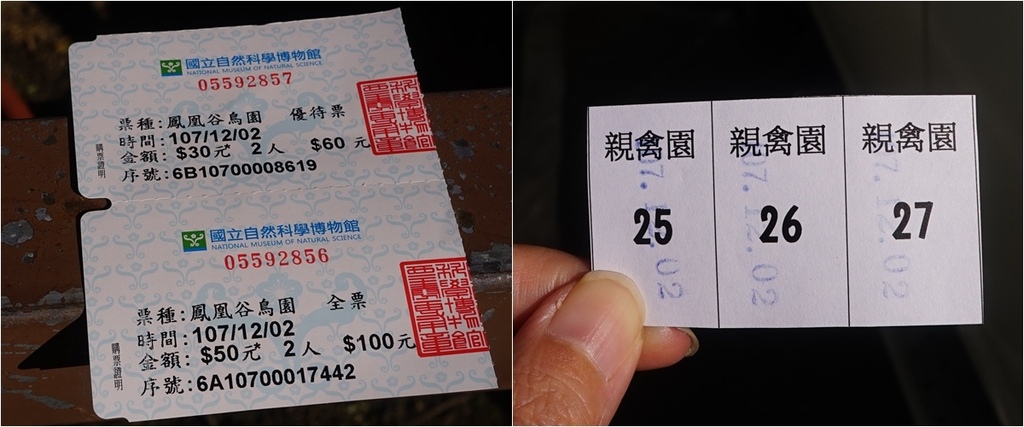 國立自然科學博物館
NATIONAL MUSEUM OF NATURAL SCIENCE
05592857
票種:鳳凰谷鳥園 優待票
時間:107/12/02
金額:$30元* 2人 $60元
序號:6B10700008619
購票證明
國立自然科學博物館
NATIONAL MUSEUM OF NATURAL SCIENCE
05592856
票種:鳳凰谷鳥園 全票
時間:107/12/02
金額:$50元* 2人 $100元
序號:6A10700017442
購票證明
親禽園 親禽園 親禽園
25 26 27
07.12.02